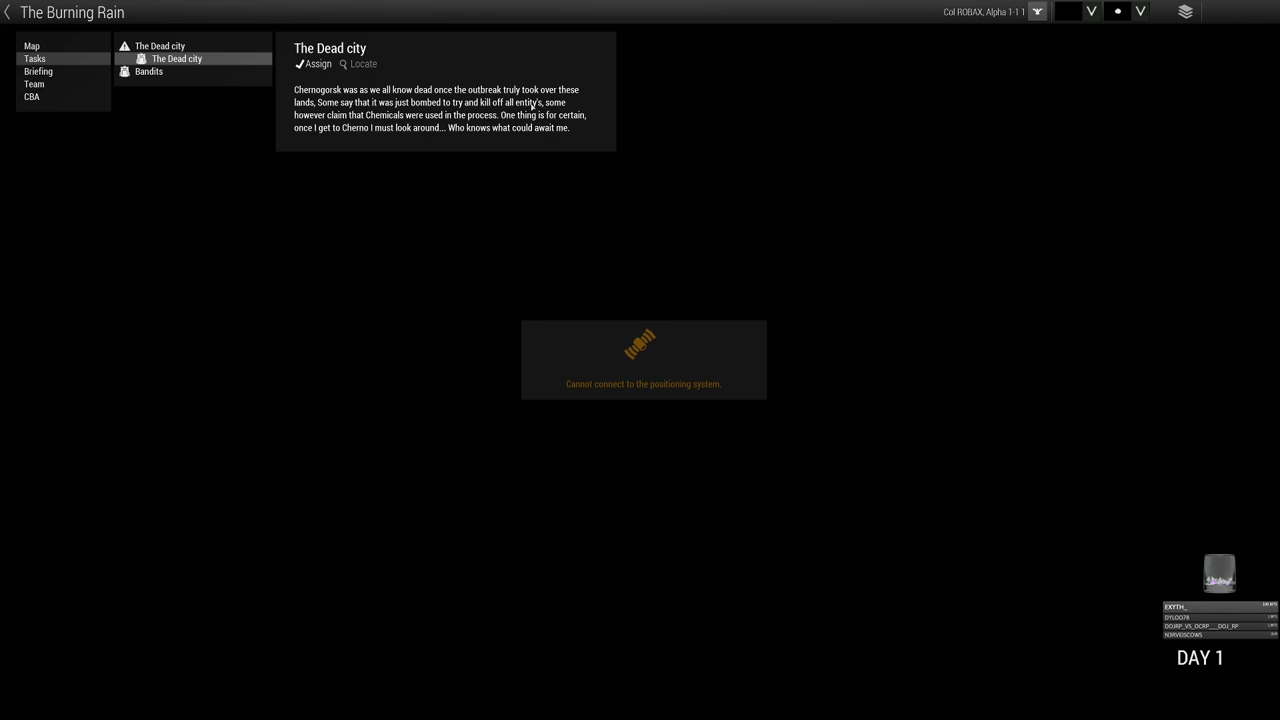 The Burning Rain
Col ROBAX, Alpha 1-1 1
Map
Tasks
Briefing
Team
CBA
The Dead city
The Dead city
Bandits
The Dead city
Assign Locate
Chernogorsk was as we all know dead once the outbreak truly took over these
lands, Some say that it was just bombed to try and kill off all entity's, some
however claim that Chemicals were used in the process. One thing is for certain,
once I get to Cherno I must look around... Who knows what could await me.
Cannot connect to the positioning system.
EXYTH_
DYLOO78
DOJRP_VS_OCRP___DOJ_RP
N3RVEISCOWS
DAY 1